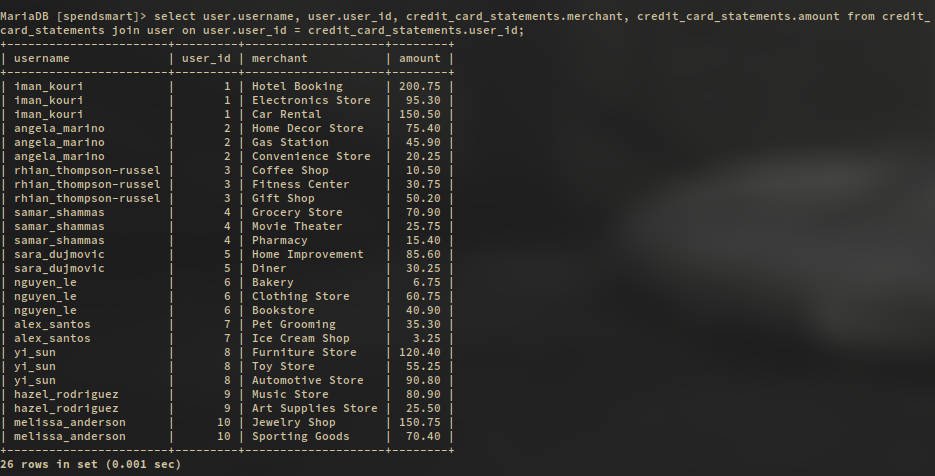 MariaDB [spendsmart]> select user.username, user.user_id, credit_card_statements.merchant, credit_card_statements.amount from credit_
card_statements join user on user.user_id = credit_card_statements.user_id;
+-----------------------+---------+--------------------+--------+
| username              | user_id | merchant           | amount |
+-----------------------+---------+--------------------+--------+
| iman_kouri            |       1 | Hotel Booking      | 200.75 |
| iman_kouri            |       1 | Electronics Store  |  95.30 |
| iman_kouri            |       1 | Car Rental         | 150.50 |
| angela_marino         |       2 | Home Decor Store   |  75.40 |
| angela_marino         |       2 | Gas Station        |  45.90 |
| angela_marino         |       2 | Convenience Store  |  20.25 |
| rhian_thompson-russel |       3 | Coffee Shop        |  10.50 |
| rhian_thompson-russel |       3 | Fitness Center     |  30.75 |
| rhian_thompson-russel |       3 | Gift Shop          |  50.20 |
| samar_shammas         |       4 | Grocery Store      |  70.90 |
| samar_shammas         |       4 | Movie Theater      |  25.75 |
| samar_shammas         |       4 | Pharmacy           |  15.40 |
| sara_dujmovic         |       5 | Home Improvement   |  85.60 |
| sara_dujmovic         |       5 | Diner              |  30.25 |
| nguyen_le             |       6 | Bakery             |   6.75 |
| nguyen_le             |       6 | Clothing Store     |  60.75 |
| nguyen_le             |       6 | Bookstore          |  40.90 |
| alex_santos           |       7 | Pet Grooming       |  35.30 |
| alex_santos           |       7 | Ice Cream Shop     |   3.25 |
| yi_sun                |       8 | Furniture Store    | 120.40 |
| yi_sun                |       8 | Toy Store          |  55.25 |
| yi_sun                |       8 | Automotive Store   |  90.80 |
| hazel_rodriguez       |       9 | Music Store        |  80.90 |
| hazel_rodriguez       |       9 | Art Supplies Store |  25.50 |
| melissa_anderson      |      10 | Jewelry Shop       | 150.75 |
| melissa_anderson      |      10 | Sporting Goods     |  70.40 |
+-----------------------+---------+--------------------+--------+
26 rows in set (0.001 sec)